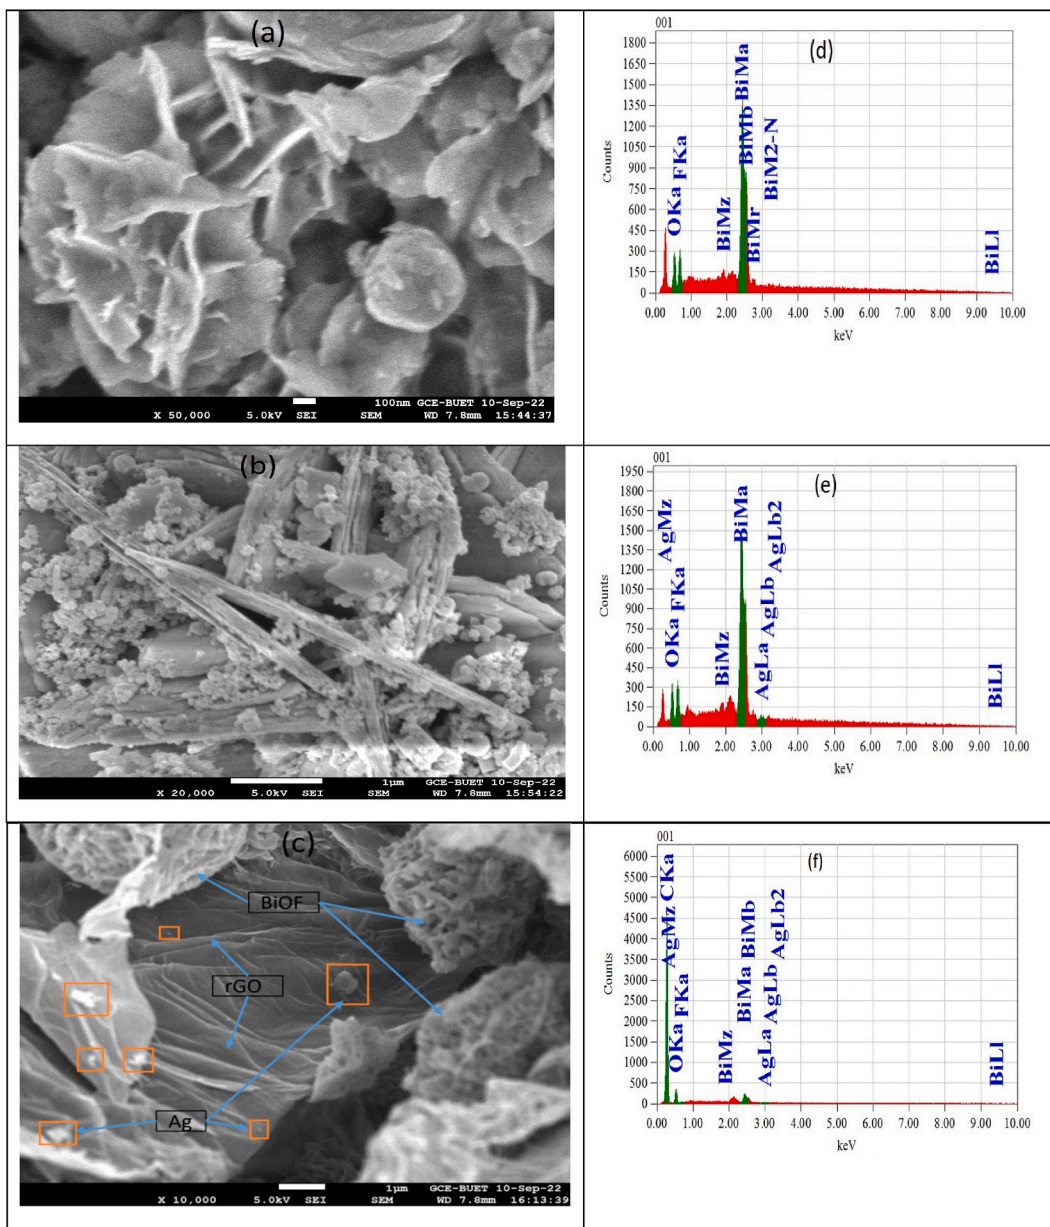 (a)
100nm GCE-BUET 10-Sep-22
X 50,000 5.0kV SEI SEM WD 7.8mm 15:44:37
001
(d)
1800
1650
1500
1350
1200
1050
900
750
600
450
300
150
0
Counts
OKa
FKa
BiMz
BiMa
BiMb
BiMr
BiM2-N
BiLl
0.00 1.00 2.00 3.00 4.00 5.00 6.00 7.00 8.00 9.00 10.00
keV
(b)
1µm GCE-BUET 10-Sep-22
X 20,000 5.0kV SEI SEM WD 7.8mm 15:54:22
001
(e)
1950
1800
1650
1500
1350
1200
1050
900
750
600
450
300
150
0
Counts
AgMz
OKa
FKa
BiMz
BiMa
AgLa
AgLb
AgLb2
BiLl
0.00 1.00 2.00 3.00 4.00 5.00 6.00 7.00 8.00 9.00 10.00
keV
(c)
BiOF
rGO
Ag
1µm GCE-BUET 10-Sep-22
X 10,000 5.0kV SEI SEM WD 7.8mm 16:13:39
001
(f)
6000
5500
5000
4500
4000
3500
3000
2500
2000
1500
1000
500
0
Counts
CKa
AgMz
OKa
FKa
BiMz
BiMa
BiMb
AgLa
AgLb
AgLb2
BiLl
0.00 1.00 2.00 3.00 4.00 5.00 6.00 7.00 8.00 9.00 10.00
keV